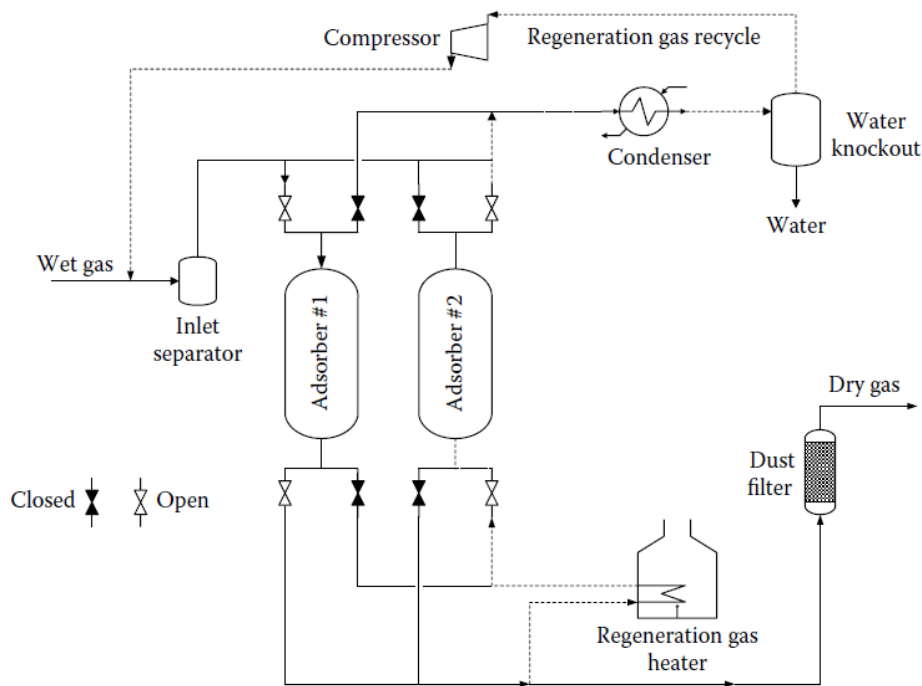 Compressor
Regeneration gas recycle
Condenser
Water
knockout
Water
Wet gas
Inlet
separator
Adsorber #1
Adsorber #2
Dry gas
Dust
filter
Closed
Open
Regeneration gas
heater